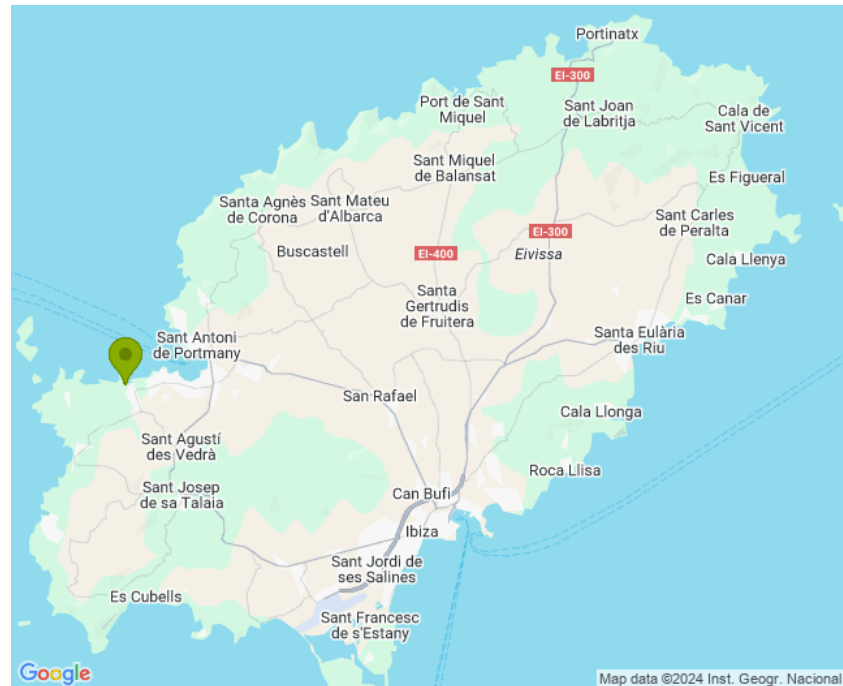 Portinatx
EI-300
Port de Sant
Miquel
Sant Joan
de Labritja
Cala de
Sant Vicent
Sant Miquel
de Balansat
Es Figueral
Santa Agnès
de Corona
Sant Mateu
d'Albarca
Sant Carles
de Peralta
EI-300
Buscastell
EI-400
Eivissa
Cala Llenya
Santa
Gertrudis
de Fruitera
Es Canar
Sant Antoni
de Portmany
Santa Eulària
des Riu
San Rafael
Cala Llonga
Sant Agustí
des Vedrà
Roca Llisa
Sant Josep
de sa Talaia
Can Bufi
Ibiza
Sant Jordi de
ses Salines
Es Cubells
Sant Francesc
de s'Estany
Google
Map data ©2024 Inst. Geogr. Nacional